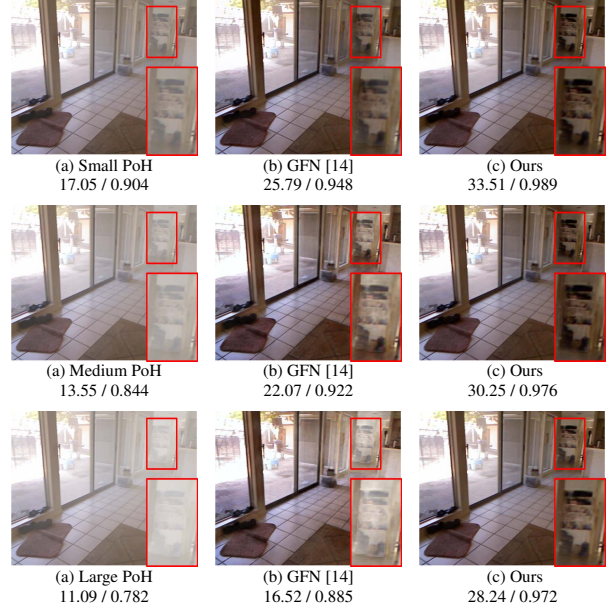 (a) Small PoH
17.05 / 0.904
(b) GFN [14]
25.79 / 0.948
(c) Ours
33.51 / 0.989
(a) Medium PoH
13.55 / 0.844
(b) GFN [14]
22.07 / 0.922
(c) Ours
30.25 / 0.976
(a) Large PoH
11.09 / 0.782
(b) GFN [14]
16.52 / 0.885
(c) Ours
28.24 / 0.972